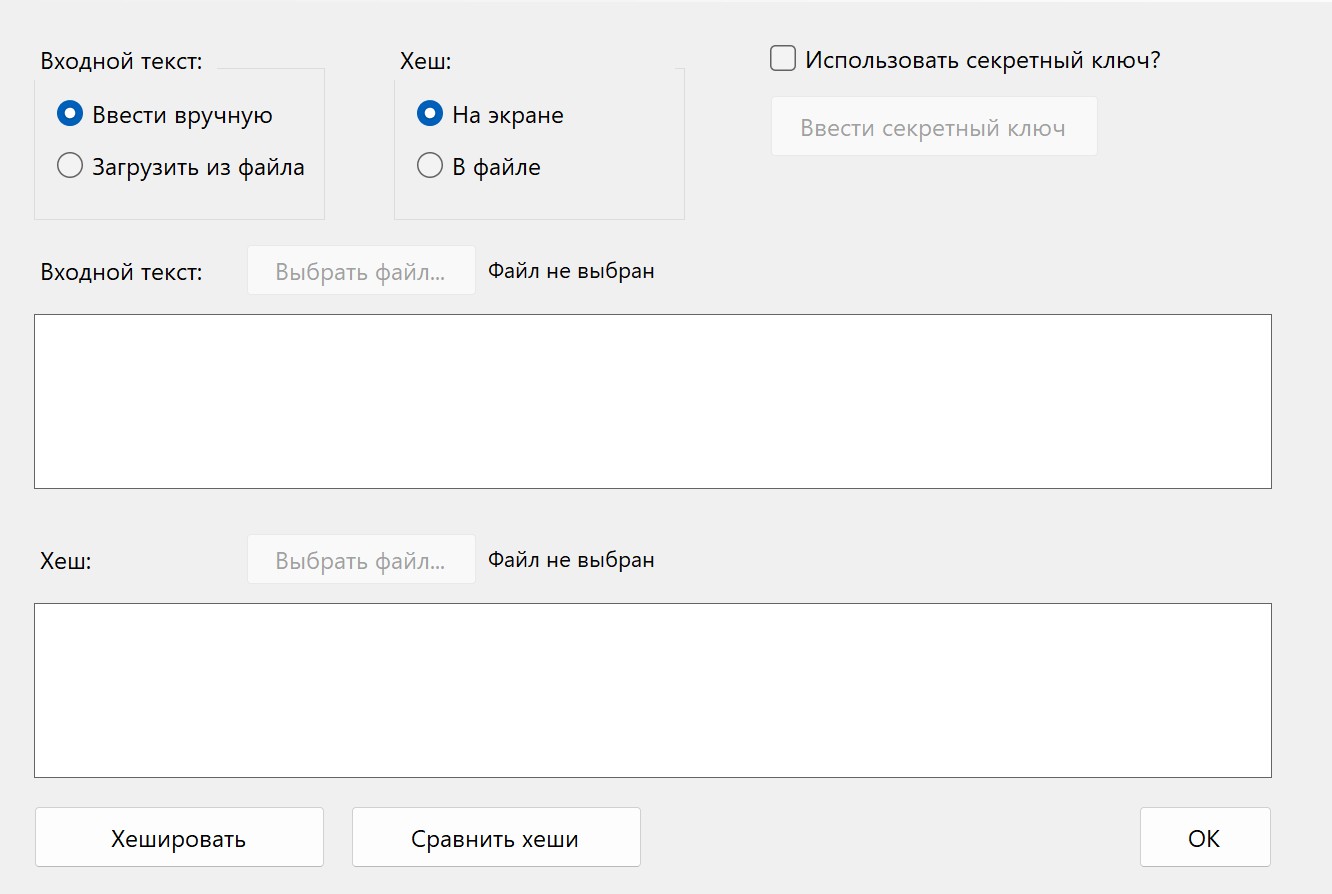 Входной текст:
Хеш:
Использовать секретный ключ?
Ввести вручную
На экране
Ввести секретный ключ
Загрузить из файла
В файле
Входной текст:
Выбрать файл...
Файл не выбран
Хеш:
Выбрать файл...
Файл не выбран
Хешировать
Сравнить хеши
ОК